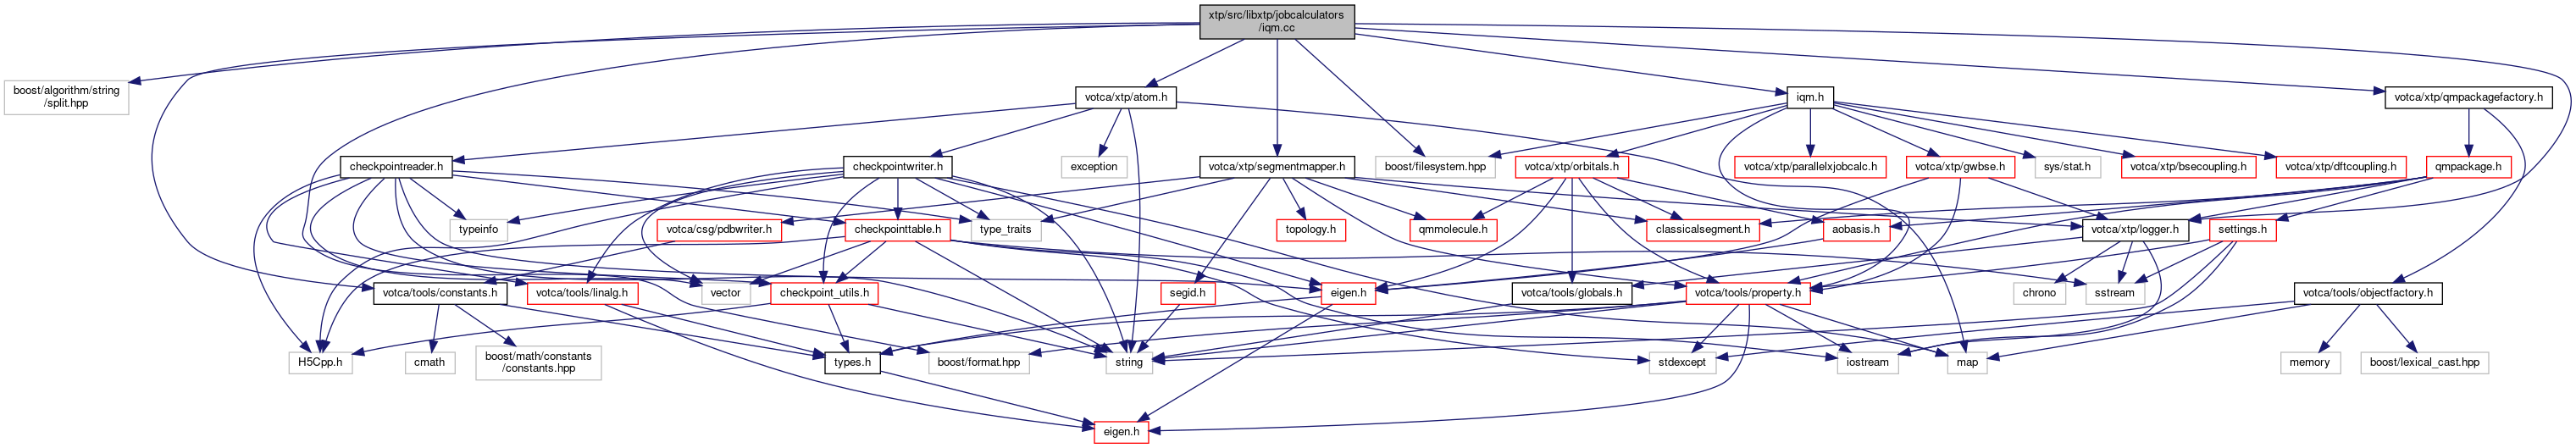 xtp/src/libxtp/jobcalculators
/iqm.cc
boost/algorithm/string
/split.hpp
votca/xtp/atom.h
iqm.h
votca/xtp/qmpackagefactory.h
checkpointreader.h
checkpointwriter.h
exception
votca/xtp/segmentmapper.h
boost/filesystem.hpp
votca/xtp/orbitals.h
votca/xtp/parallelxjobcalc.h
votca/xtp/gwbse.h
sys/stat.h
votca/xtp/bsecoupling.h
votca/xtp/dftcoupling.h
qmpackage.h
typeinfo
votca/csg/pdbwriter.h
checkpointtable.h
type_traits
topology.h
qmmolecule.h
classicalsegment.h
aobasis.h
votca/xtp/logger.h
settings.h
votca/tools/constants.h
votca/tools/linalg.h
vector
checkpoint_utils.h
segid.h
eigen.h
votca/tools/globals.h
votca/tools/property.h
chrono
sstream
votca/tools/objectfactory.h
H5Cpp.h
cmath
boost/math/constants
/constants.hpp
types.h
boost/format.hpp
string
stdexcept
iostream
map
memory
boost/lexical_cast.hpp
eigen.h